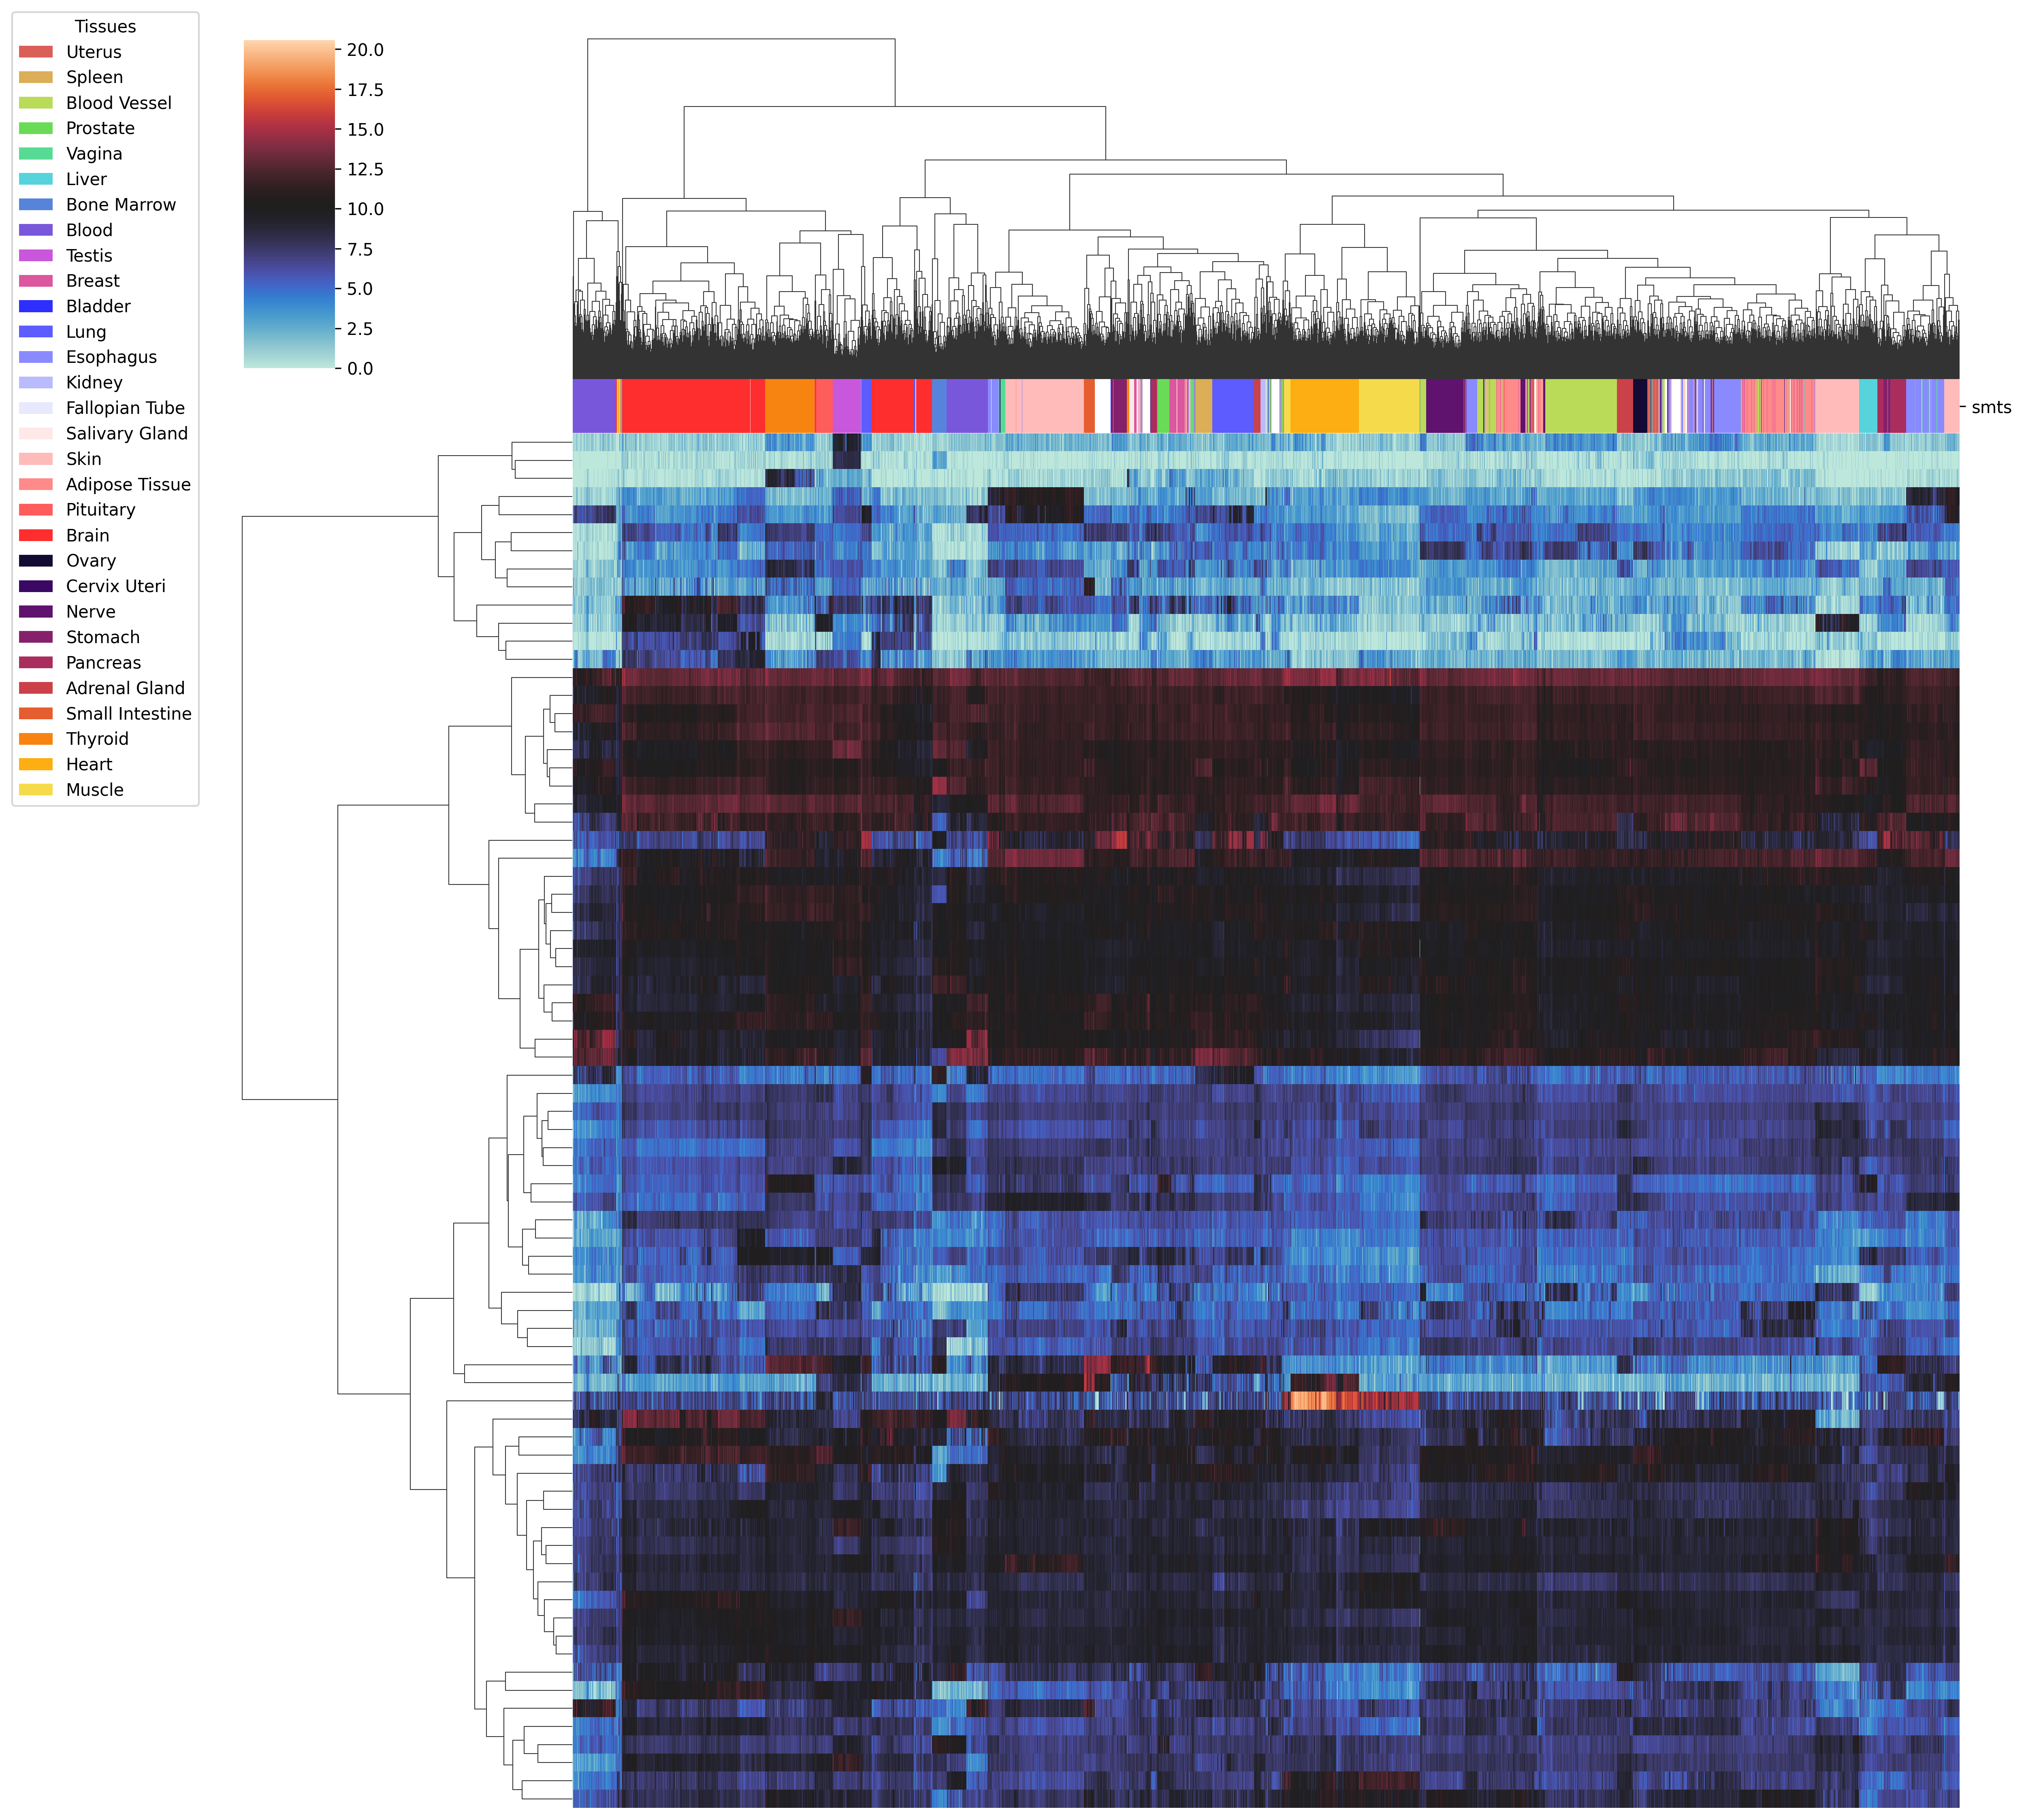 Tissues
Uterus
Spleen
Blood Vessel
Prostate
Vagina
Liver
Bone Marrow
Blood
Testis
Breast
Bladder
Lung
Esophagus
Kidney
Fallopian Tube
Salivary Gland
Skin
Adipose Tissue
Pituitary
Brain
Ovary
Cervix Uteri
Nerve
Stomach
Pancreas
Adrenal Gland
Small Intestine
Thyroid
Heart
Muscle
20.0
17.5
15.0
12.5
10.0
7.5
5.0
2.5
0.0
smts